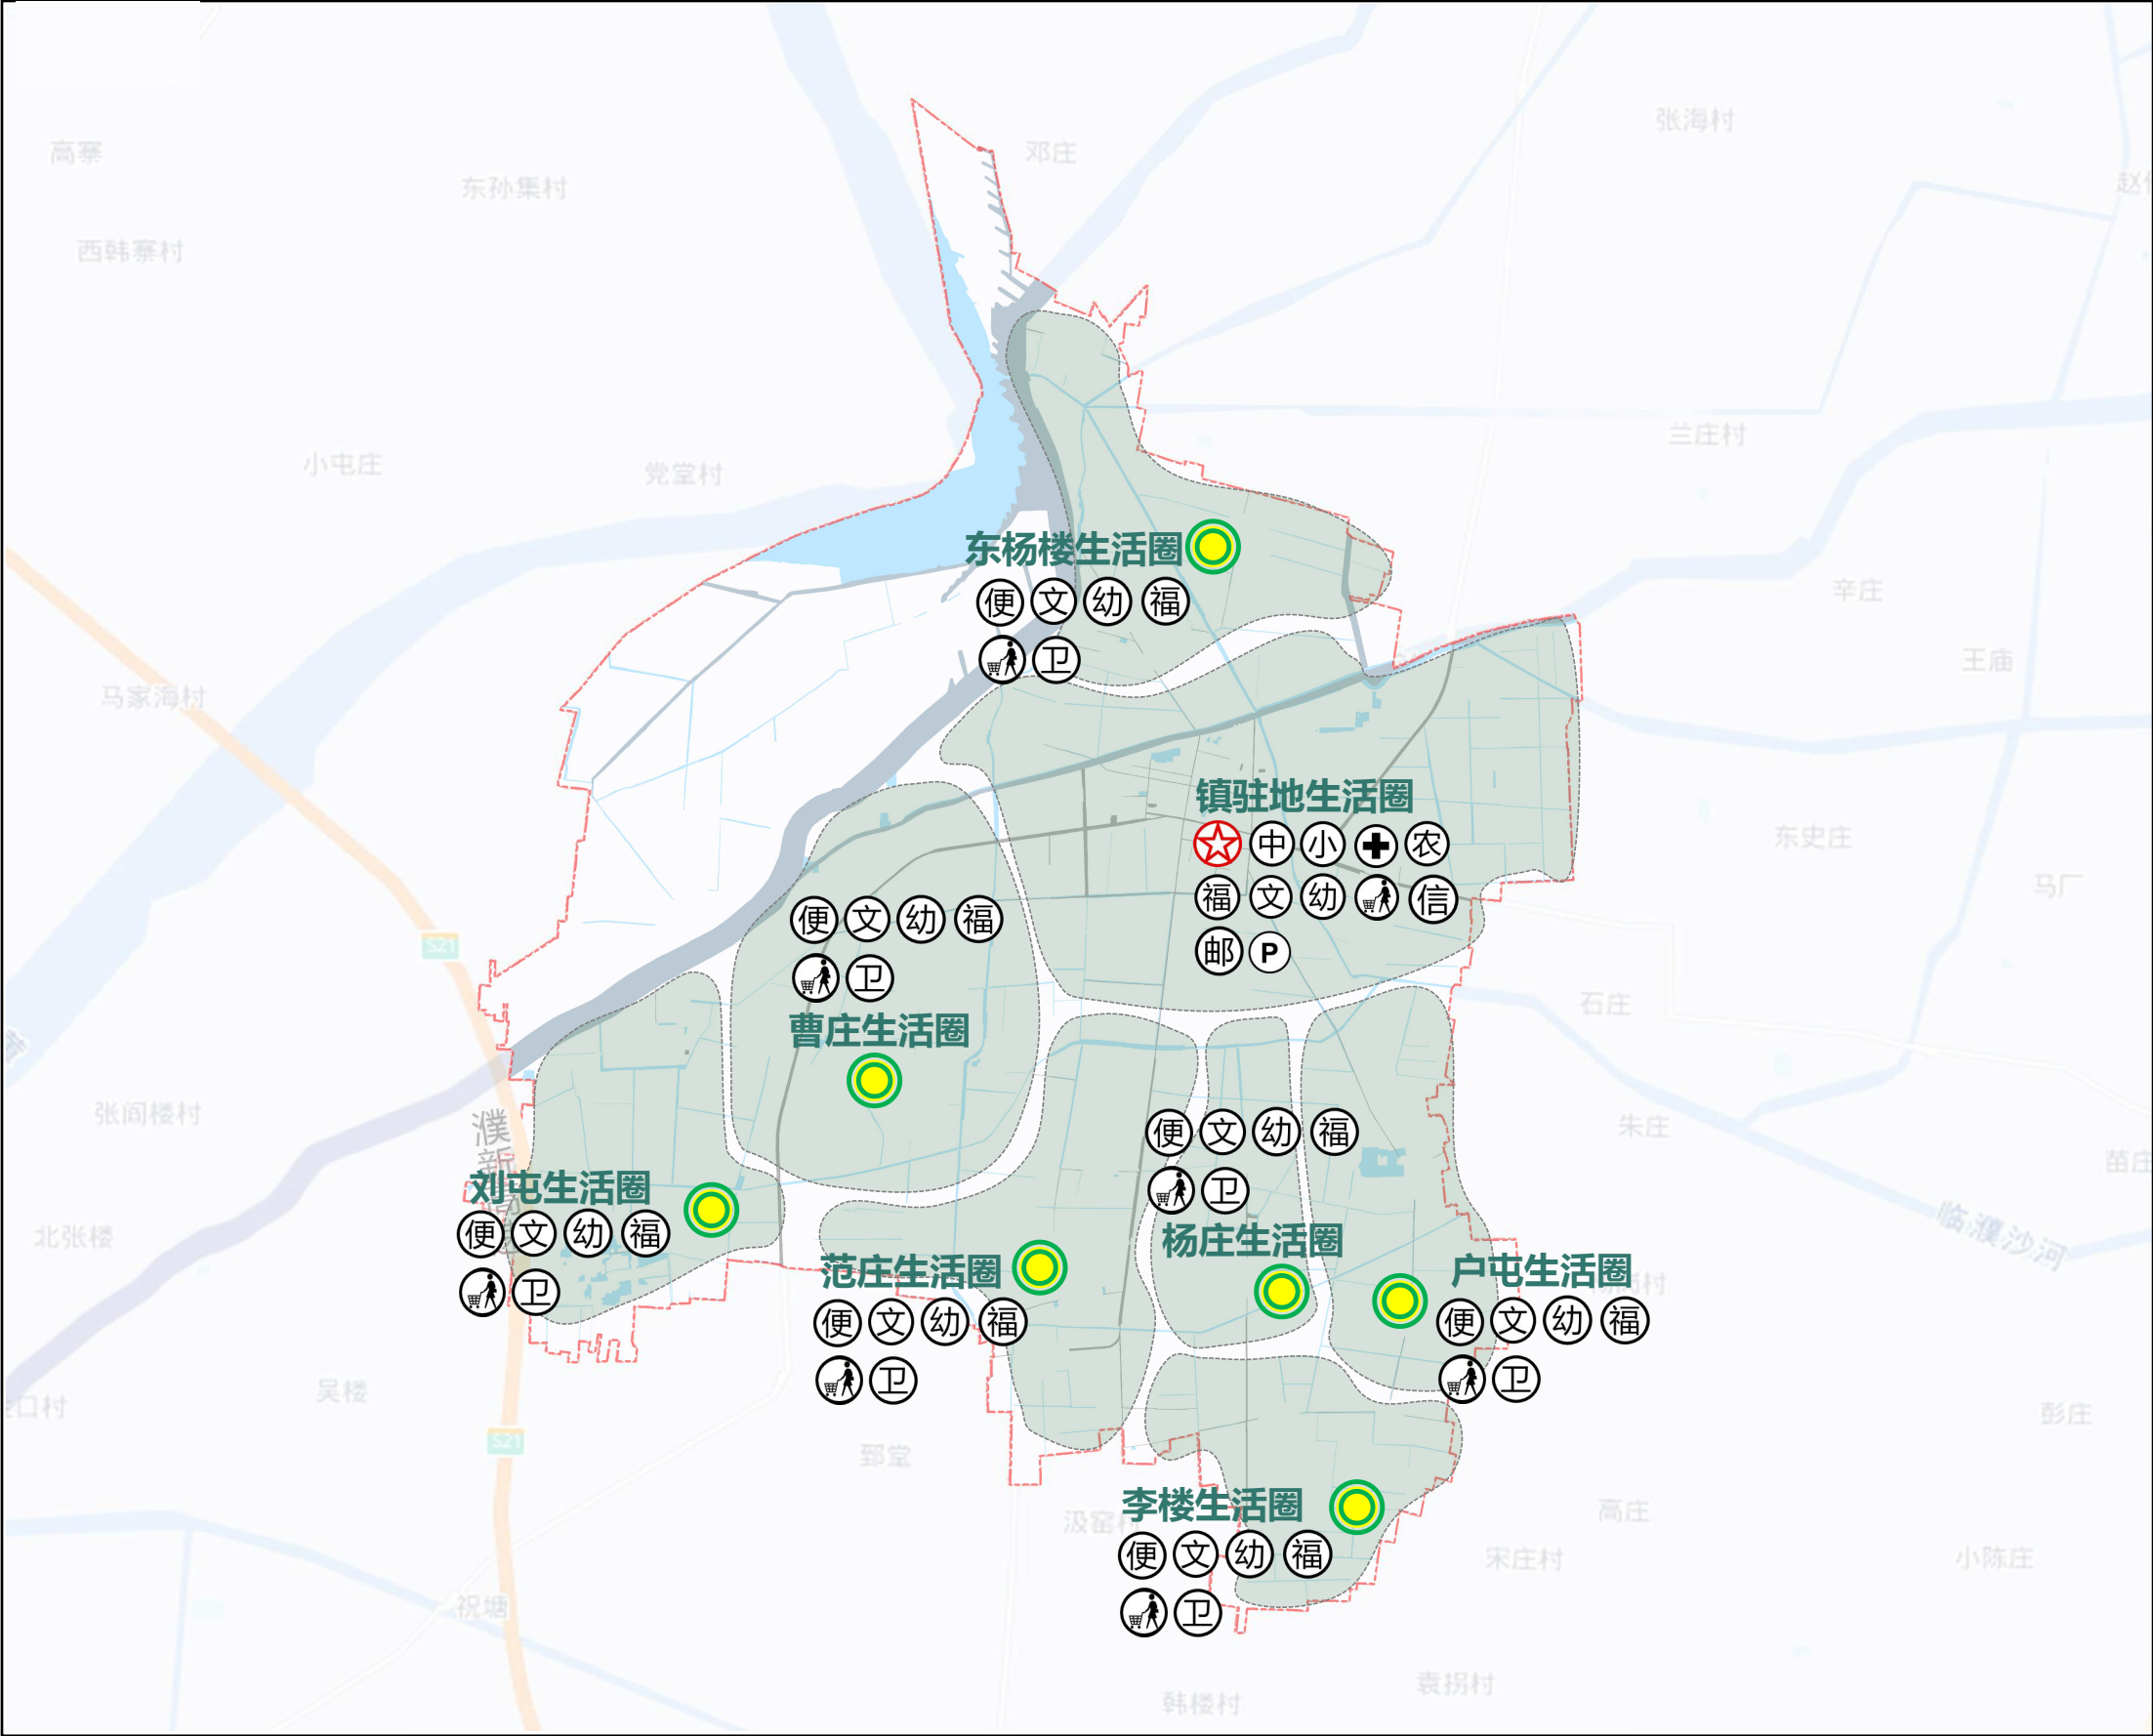 张海村
高寨
邓庄
东孙集村
西韩寨村
兰庄村
小屯庄
党堂村
东杨楼生活圈
便 文 幼 福
卫
辛庄
王庙
马家海村
镇驻地生活圈
中 小 农
福 文 幼 信
邮 P
东史庄
马厂
便 文 幼 福
卫
曹庄生活圈
S21
石庄
张阎楼村
朱庄
濮新
便 文 幼 福
卫
杨庄生活圈
刘屯生活圈
便 文 幼 福
卫
北张楼
临濮沙河
范庄生活圈
便 文 幼 福
卫
户屯生活圈
便 文 幼 福
卫
吴楼
彭庄
S21
郅堂
李楼生活圈
便 文 幼 福
卫
高庄
宋庄村
小陈庄
祝塘
袁拐村
韩楼村